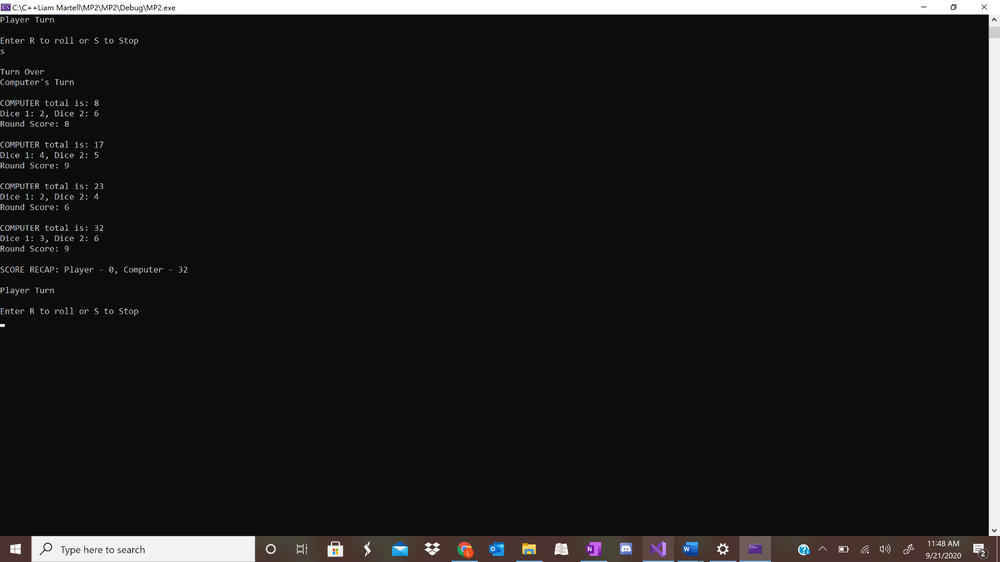 C:\C++Liam Martell\MP2\MP2\Debug\MP2.exe
Player Turn
Enter R to roll or S to Stop
s
Turn Over
Computer's Turn
COMPUTER total is: 8
Dice 1: 2, Dice 2: 6
Round Score: 8
COMPUTER total is: 17
Dice 1: 4, Dice 2: 5
Round Score: 9
COMPUTER total is: 23
Dice 1: 2, Dice 2: 4
Round Score: 6
COMPUTER total is: 32
Dice 1: 3, Dice 2: 6
Round Score: 9
SCORE RECAP: Player - 0, Computer - 32
Player Turn
Enter R to roll or S to Stop
Type here to search
11:48 AM
9/21/2020
2